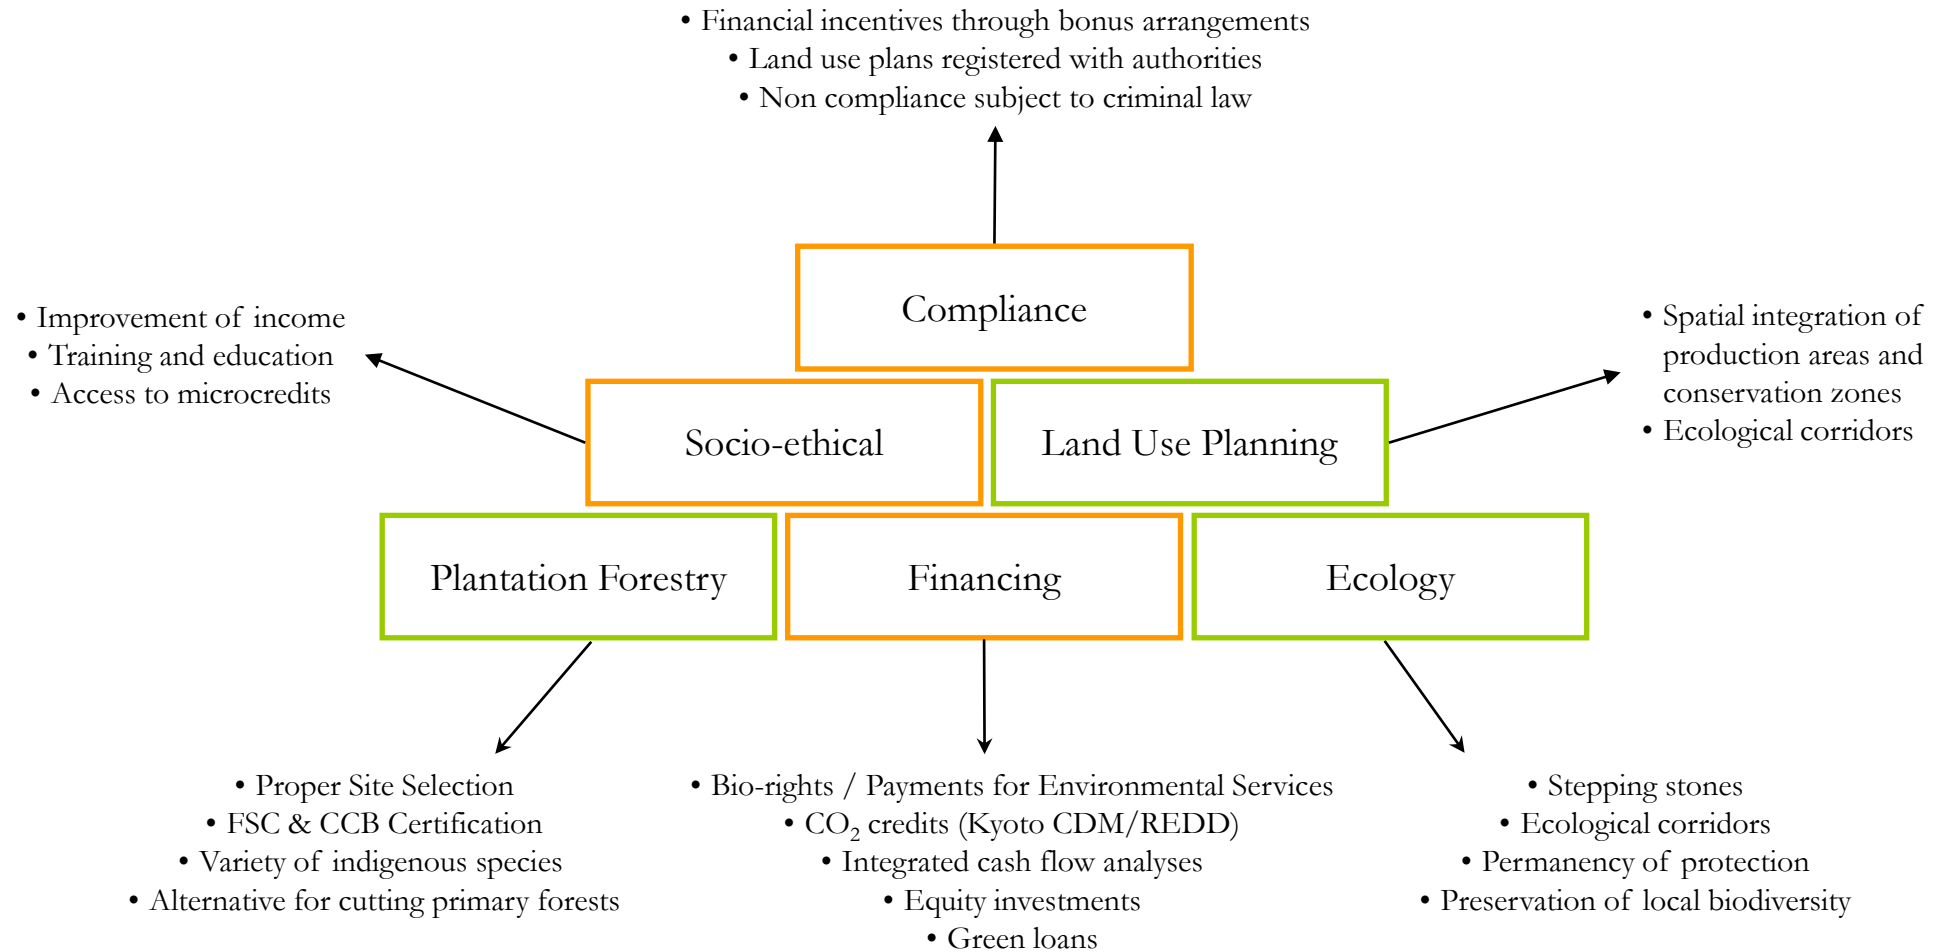 • Financial incentives through bonus arrangements
• Land use plans registered with authorities
• Non compliance subject to criminal law
Compliance
• Improvement of income
• Training and education
• Access to microcredits
• Spatial integration of
production areas and
conservation zones
• Ecological corridors
Socio-ethical
Land Use Planning
Plantation Forestry
Financing
Ecology
• Proper Site Selection
• FSC & CCB Certification
• Variety of indigenous species
• Alternative for cutting primary forests
• Bio-rights / Payments for Environmental Services
• CO₂ credits (Kyoto CDM/REDD)
• Integrated cash flow analyses
• Equity investments
• Green loans
• Stepping stones
• Ecological corridors
• Permanency of protection
• Preservation of local biodiversity